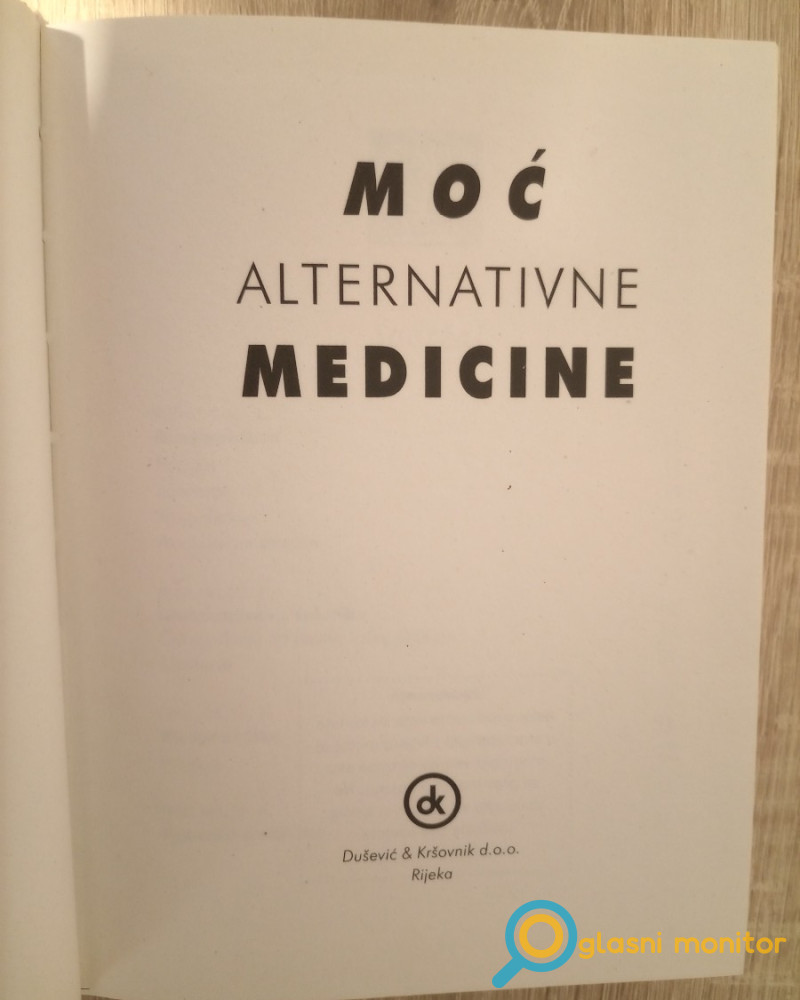 MOĆ
ALTERNATIVNE
MEDICINE
dk
Dušević & Kršovnik d.o.o.
Rijeka
Oglasni monitor